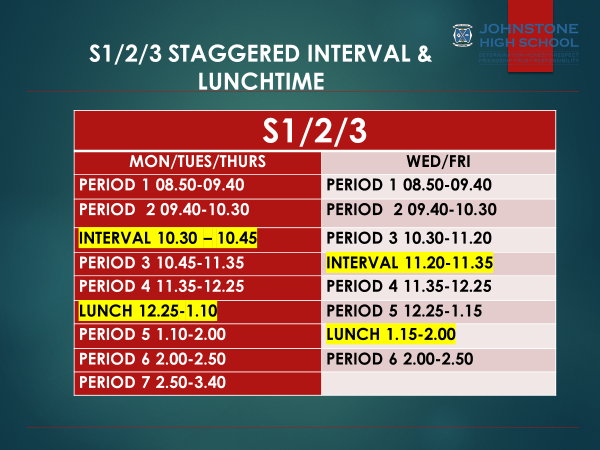 JOHNSTONE
HIGH SCHOOL
S1/2/3 STAGGERED INTERVAL &
LUNCHTIME
S1/2/3
MON/TUES/THURS WED/FRI
PERIOD 1 08.50-09.40 PERIOD 1 08.50-09.40
PERIOD 2 09.40-10.30 PERIOD 2 09.40-10.30
INTERVAL 10.30 – 10.45 PERIOD 3 10.30-11.20
PERIOD 3 10.45-11.35 INTERVAL 11.20-11.35
PERIOD 4 11.35-12.25 PERIOD 4 11.35-12.25
LUNCH 12.25-1.10 PERIOD 5 12.25-1.15
PERIOD 5 1.10-2.00 LUNCH 1.15-2.00
PERIOD 6 2.00-2.50 PERIOD 6 2.00-2.50
PERIOD 7 2.50-3.40